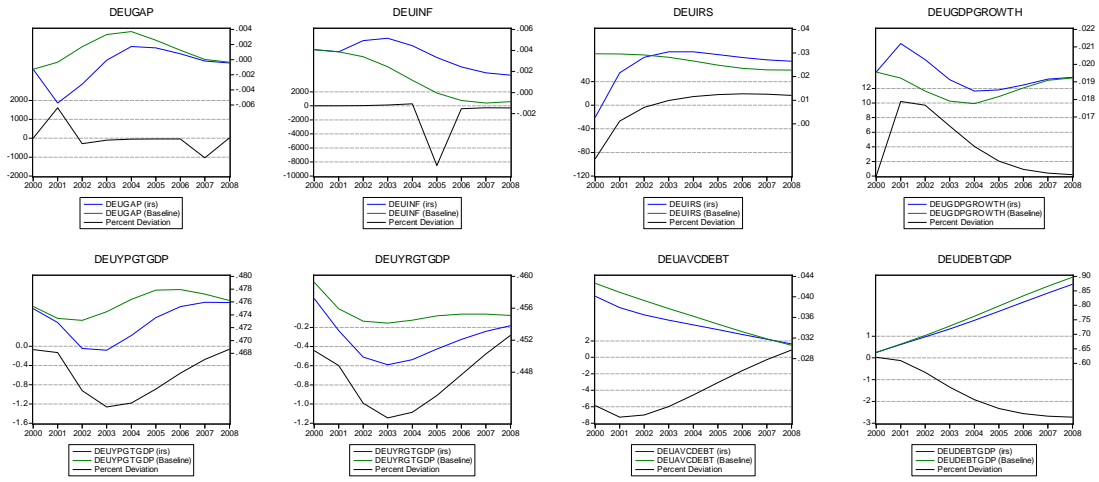 DEUGAP
.004
.002
.000
-.002
-.004
-.006
2000
1000
0
-1000
-2000
2000 2001 2002 2003 2004 2005 2006 2007 2008
DEUGAP (irs)
DEUGAP (Baseline)
Percent Deviation
DEUINF
.006
.004
.002
.000
-.002
2000
0
-2000
-4000
-6000
-8000
-10000
2000 2001 2002 2003 2004 2005 2006 2007 2008
DEUINF (irs)
DEUINF (Baseline)
Percent Deviation
DEUIRS
.04
.03
.02
.01
.00
40
0
-40
-80
-120
2000 2001 2002 2003 2004 2005 2006 2007 2008
DEUIRS (irs)
DEUIRS (Baseline)
Percent Deviation
DEUGDPGROWTH
.022
.021
.020
.019
.018
.017
12
10
8
6
4
2
0
2000 2001 2002 2003 2004 2005 2006 2007 2008
DEUGDPGROWTH (irs)
DEUGDPGROWTH (Baseline)
Percent Deviation
DEUYPGTGDP
.480
.476
.474
.472
.470
.468
0.0
-0.4
-0.8
-1.2
-1.6
2000 2001 2002 2003 2004 2005 2006 2007 2008
DEUYPGTGDP (irs)
DEUYPGTGDP (Baseline)
Percent Deviation
DEUYRGTGDP
.460
.456
.452
.448
-0.2
-0.4
-0.6
-0.8
-1.0
-1.2
2000 2001 2002 2003 2004 2005 2006 2007 2008
DEUYRGTGDP (irs)
DEUYRGTGDP (Baseline)
Percent Deviation
DEUAVCDEBT
.044
.040
.036
.032
.030
.028
2
0
-2
-4
-6
-8
2000 2001 2002 2003 2004 2005 2006 2007 2008
DEUAVCDEBT (irs)
DEUAVCDEBT (Baseline)
Percent Deviation
DEUDEBTGDP
.90
.85
.80
.75
.70
.65
.60
1
0
-1
-2
-3
2000 2001 2002 2003 2004 2005 2006 2007 2008
DEUDEBTGDP (irs)
DEUDEBTGDP (Baseline)
Percent Deviation